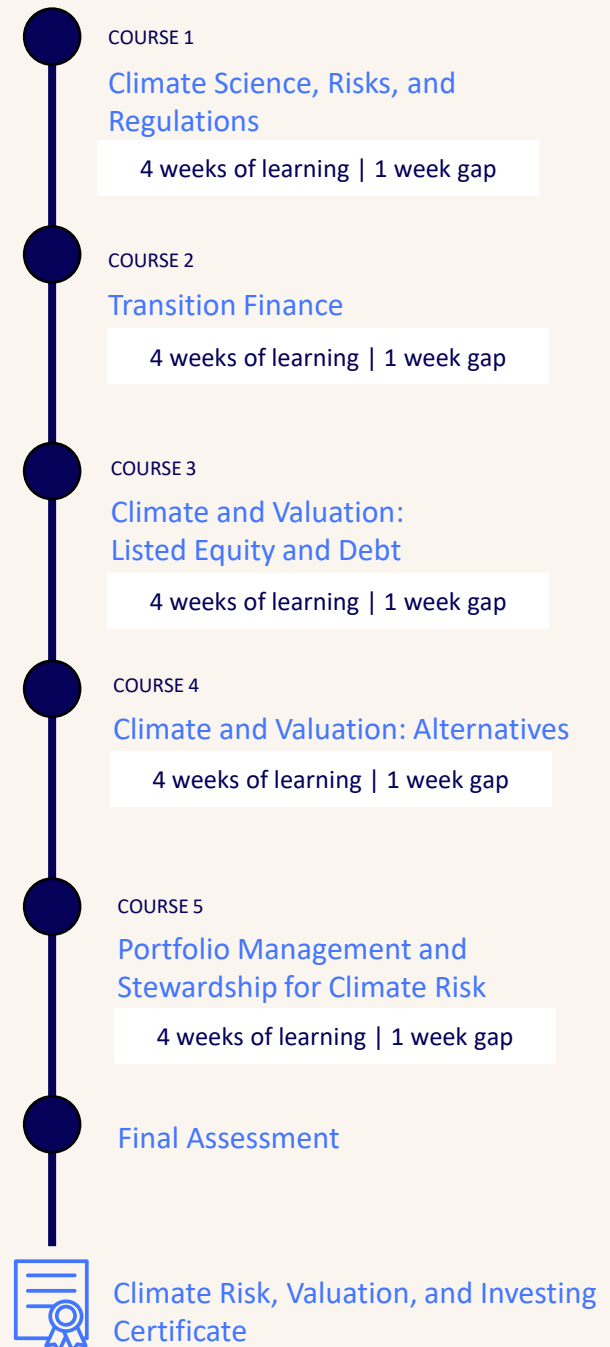 COURSE 1
Climate Science, Risks, and
Regulations
4 weeks of learning | 1 week gap
COURSE 2
Transition Finance
4 weeks of learning | 1 week gap
COURSE 3
Climate and Valuation:
Listed Equity and Debt
4 weeks of learning | 1 week gap
COURSE 4
Climate and Valuation: Alternatives
4 weeks of learning | 1 week gap
COURSE 5
Portfolio Management and
Stewardship for Climate Risk
4 weeks of learning | 1 week gap
Final Assessment
Climate Risk, Valuation, and Investing
Certificate